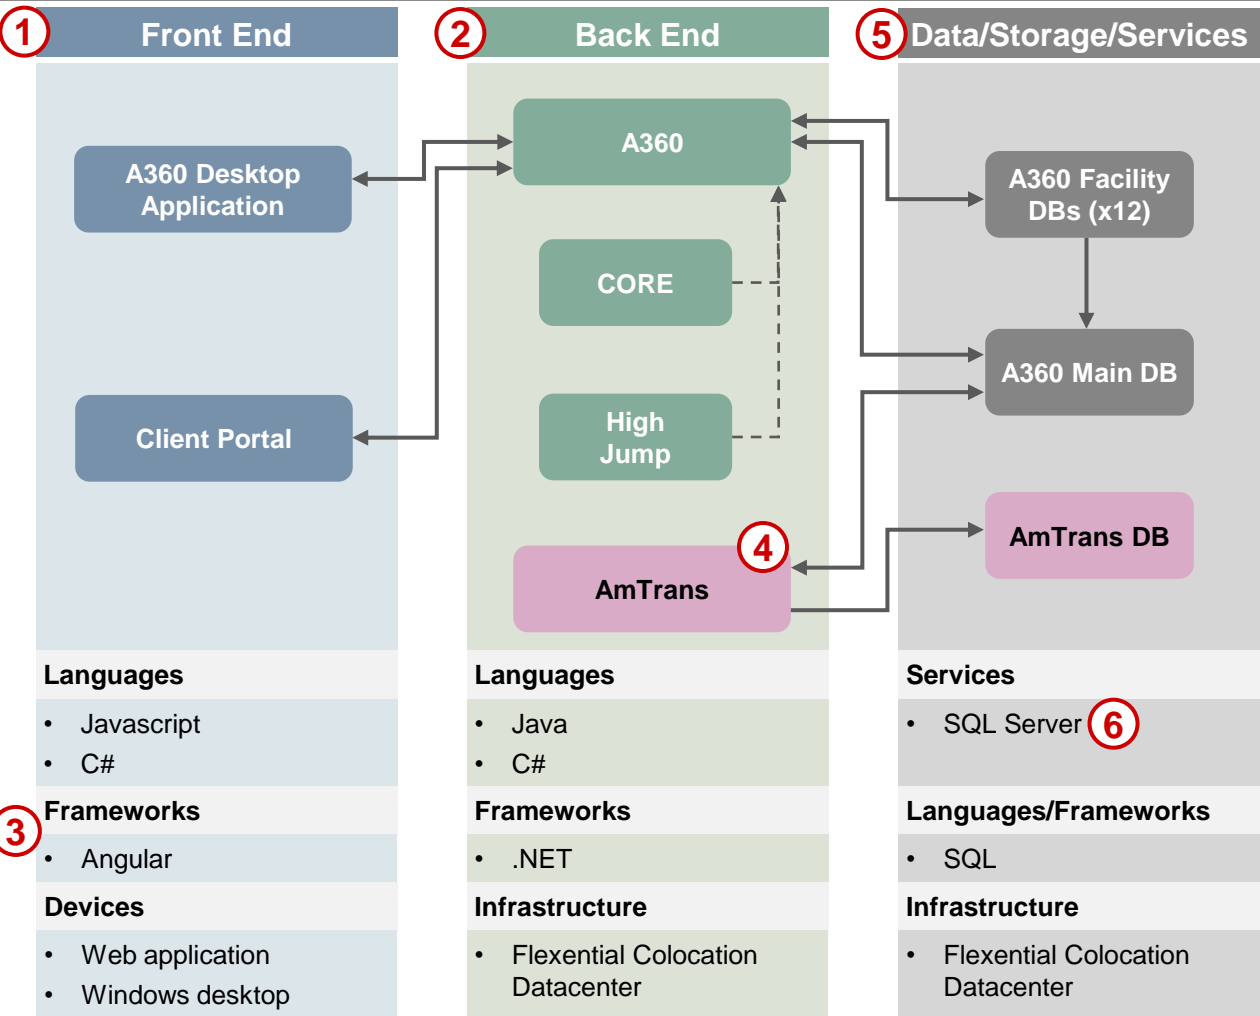 1
Front End
A360 Desktop
Application
Client Portal
Languages
• Javascript
• C#
3
Frameworks
• Angular
Devices
• Web application
• Windows desktop
2
Back End
A360
CORE
High
Jump
4
AmTrans
Languages
• Java
• C#
Frameworks
• .NET
Infrastructure
• Flexential Colocation
Datacenter
5
Data/Storage/Services
A360 Facility
DBs (x12)
A360 Main DB
AmTrans DB
Services
• SQL Server
6
Languages/Frameworks
• SQL
Infrastructure
• Flexential Colocation
Datacenter